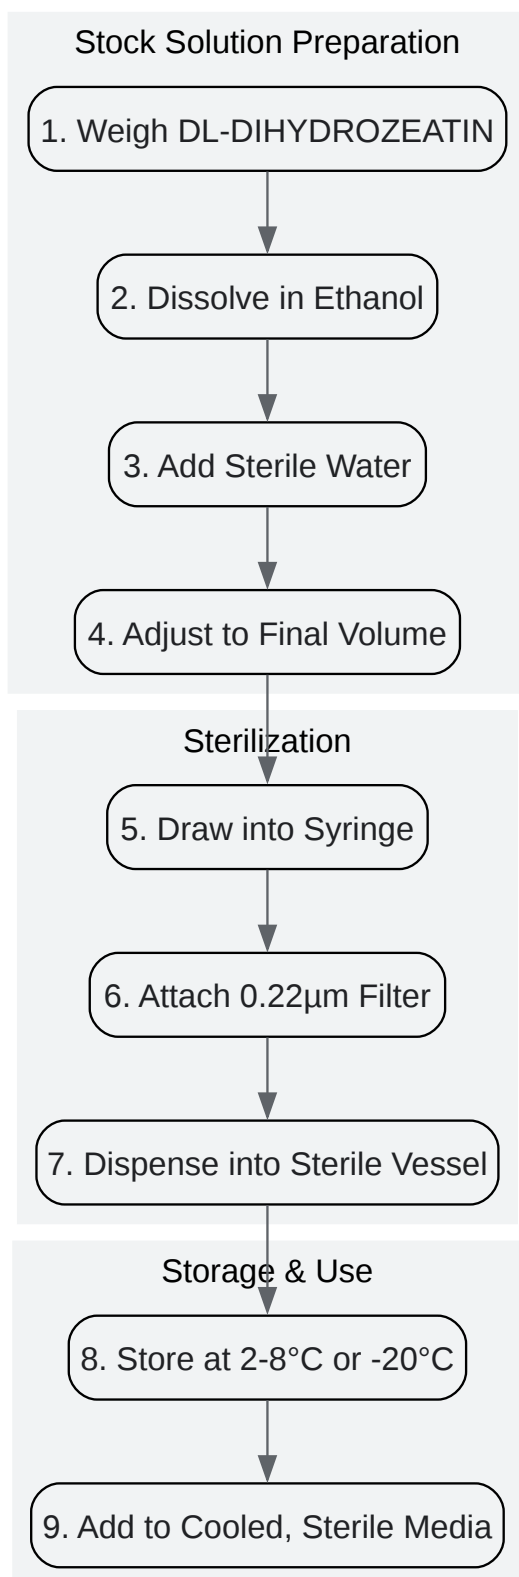 Stock Solution Preparation
1. Weigh DL-DIHYDROZEATIN
2. Dissolve in Ethanol
3. Add Sterile Water
4. Adjust to Final Volume
Sterilization
5. Draw into Syringe
6. Attach 0.22µm Filter
7. Dispense into Sterile Vessel
Storage & Use
8. Store at 2-8°C or -20°C
9. Add to Cooled, Sterile Media